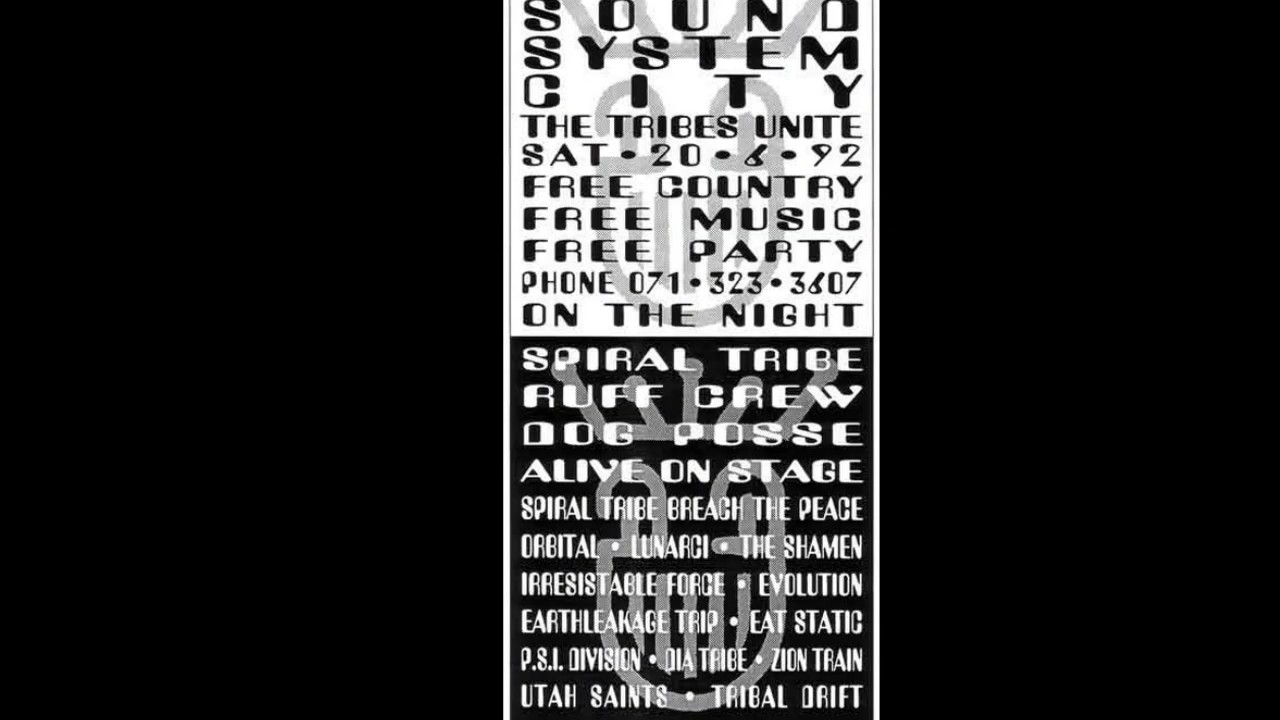 SOUND
SYSTEM
CITY
THE TRIBES UNITE
SAT • 20 • 6 • 92
FREE COUNTRY
FREE MUSIC
FREE PARTY
PHONE 071 • 323 • 3607
ON THE NIGHT
SPIRAL TRIBE
RUFF CREW
DOG POSSE
ALIVE ON STAGE
SPIRAL TRIBE BREACH THE PEACE
ORBITAL • LUNARCI • THE SHAMEN
IRRESISTABLE FORCE • EVOLUTION
EARTHLEAKAGE TRIP • EAT STATIC
P.S.I. DIVISION • DIA TRIBE • ZION TRAIN
UTAH SAINTS • TRIBAL DRIFT